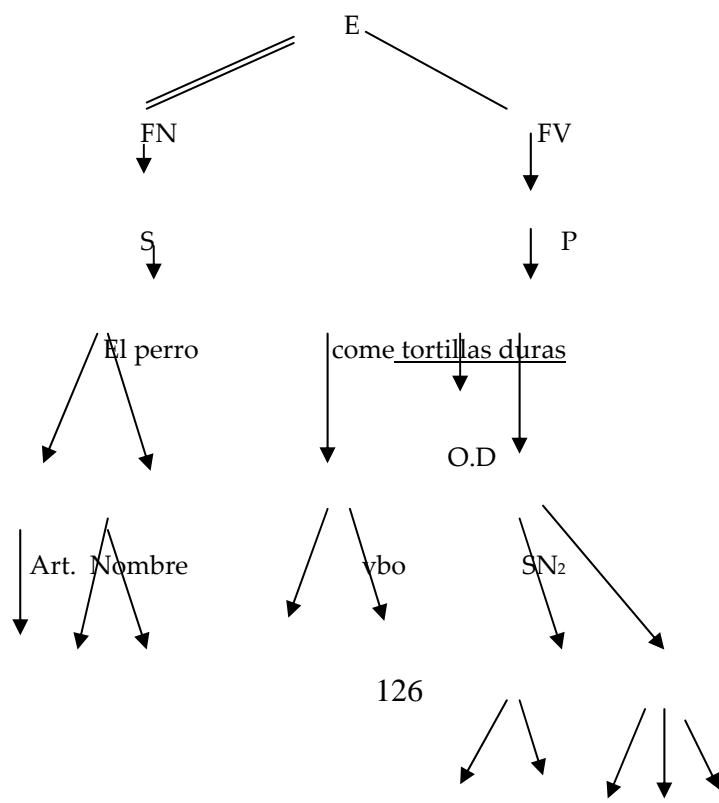 E
FN FV
S P
El perro come tortillas duras
O.D
Art. Nombre vbo SN₂
126